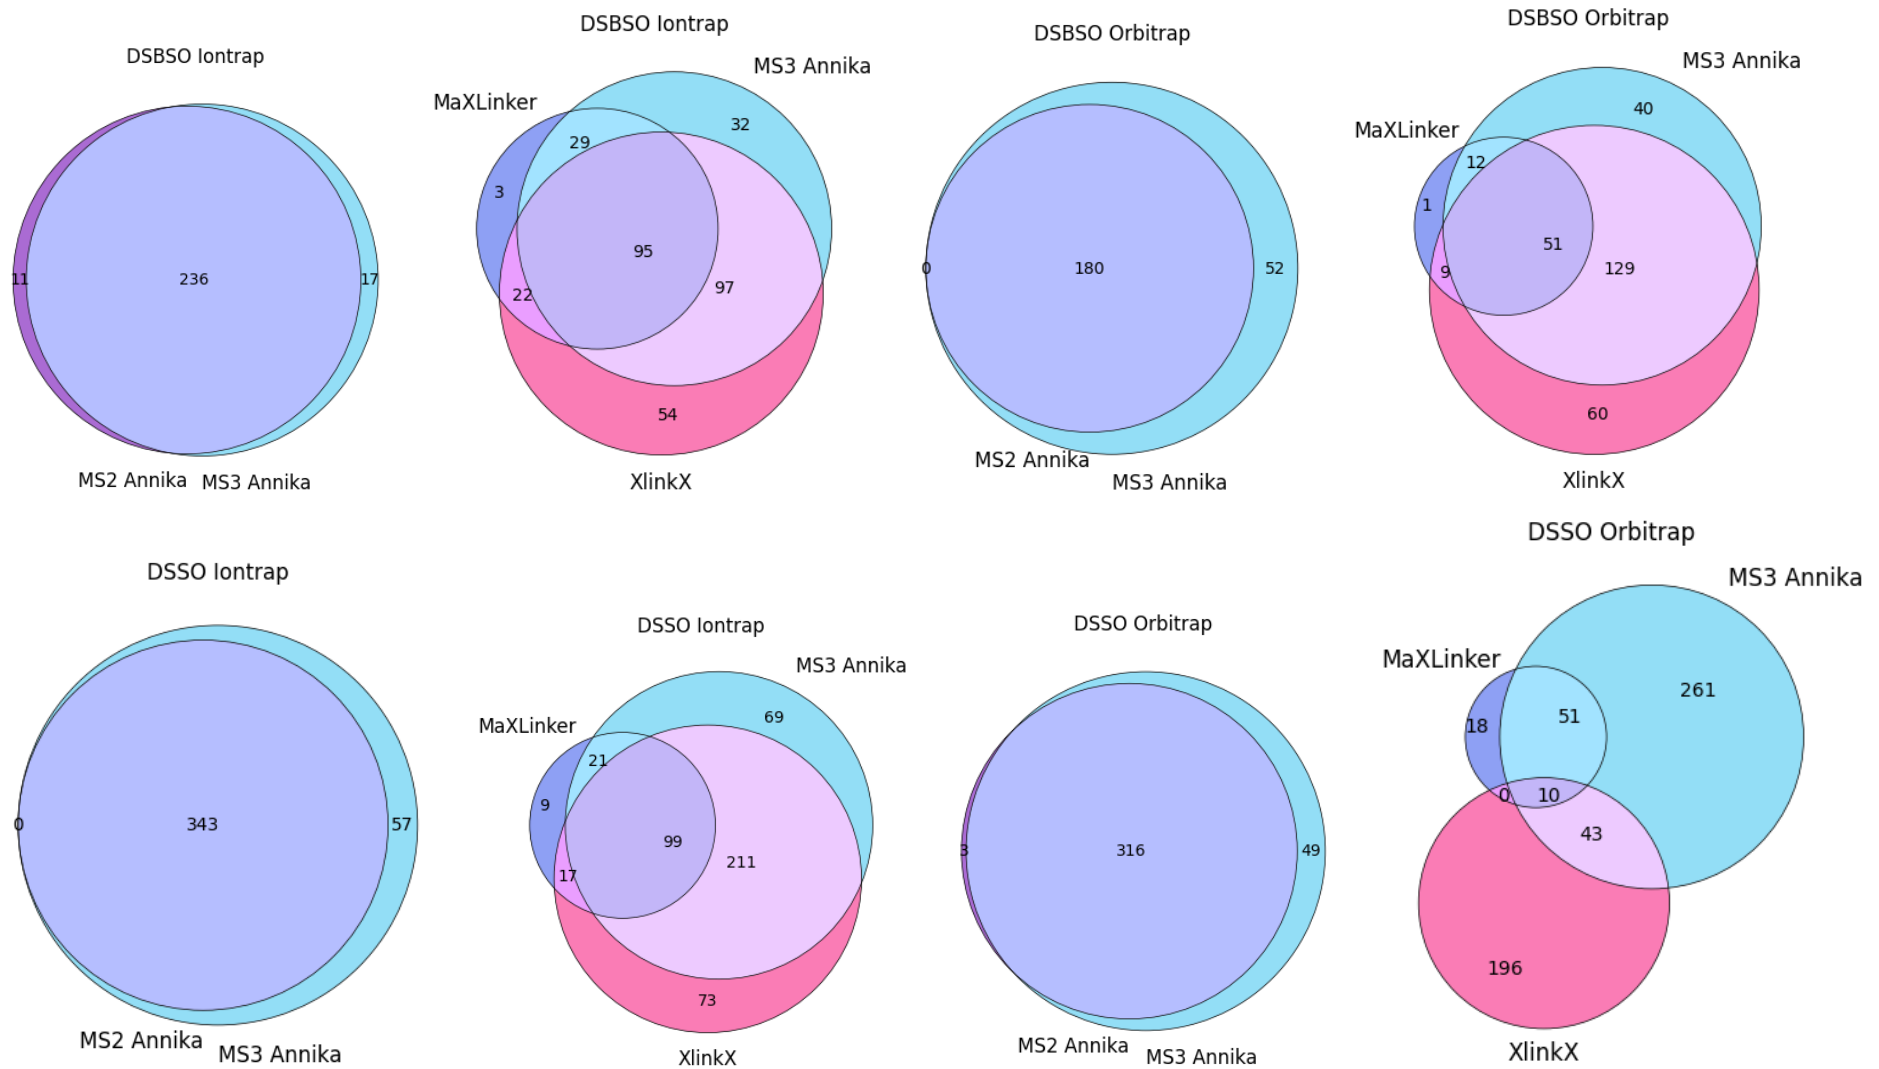 DSBSO Iontrap
11
236
17
MS2 Annika
MS3 Annika
DSBSO Iontrap
MS3 Annika
MaXLinker
32
29
3
95
97
22
54
XlinkX
DSBSO Orbitrap
0
180
52
MS2 Annika
MS3 Annika
DSBSO Orbitrap
MS3 Annika
40
MaXLinker
12
1
51
129
9
60
XlinkX
DSSO Iontrap
0
343
57
MS2 Annika
MS3 Annika
DSSO Iontrap
MS3 Annika
69
MaXLinker
21
9
99
211
17
73
XlinkX
DSSO Orbitrap
3
316
49
MS2 Annika
MS3 Annika
DSSO Orbitrap
MS3 Annika
MaXLinker
261
51
18
0
10
43
196
XlinkX